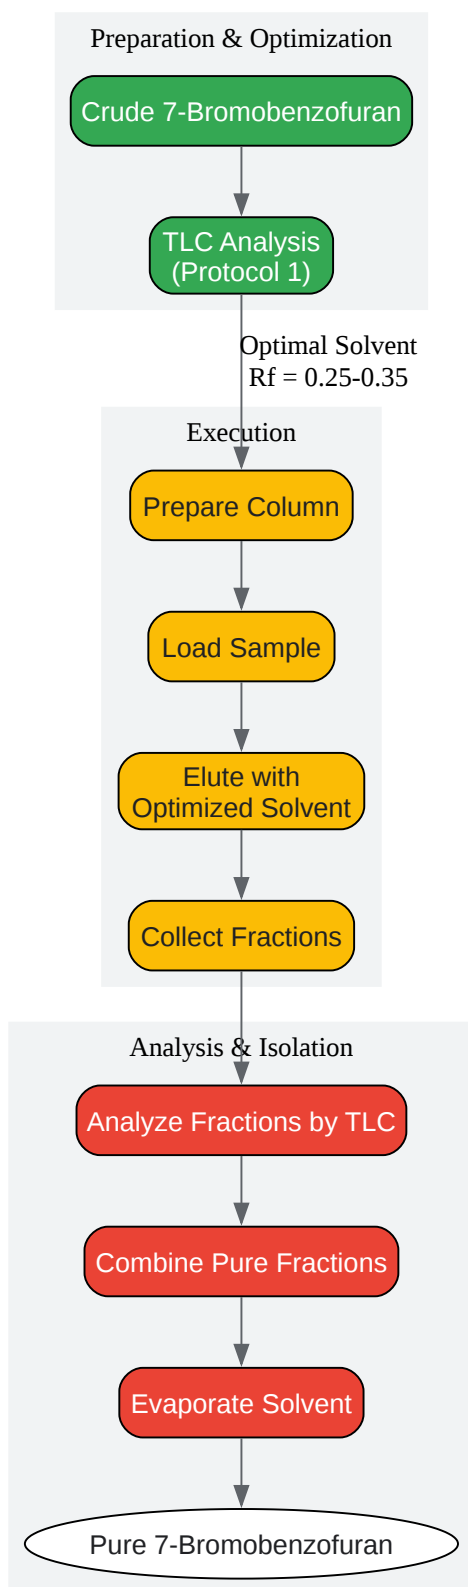 Preparation & Optimization
Crude 7-Bromobenzofuran
TLC Analysis
(Protocol 1)
Optimal Solvent
Rf = 0.25-0.35
Execution
Prepare Column
Load Sample
Elute with
Optimized Solvent
Collect Fractions
Analysis & Isolation
Analyze Fractions by TLC
Combine Pure Fractions
Evaporate Solvent
Pure 7-Bromobenzofuran